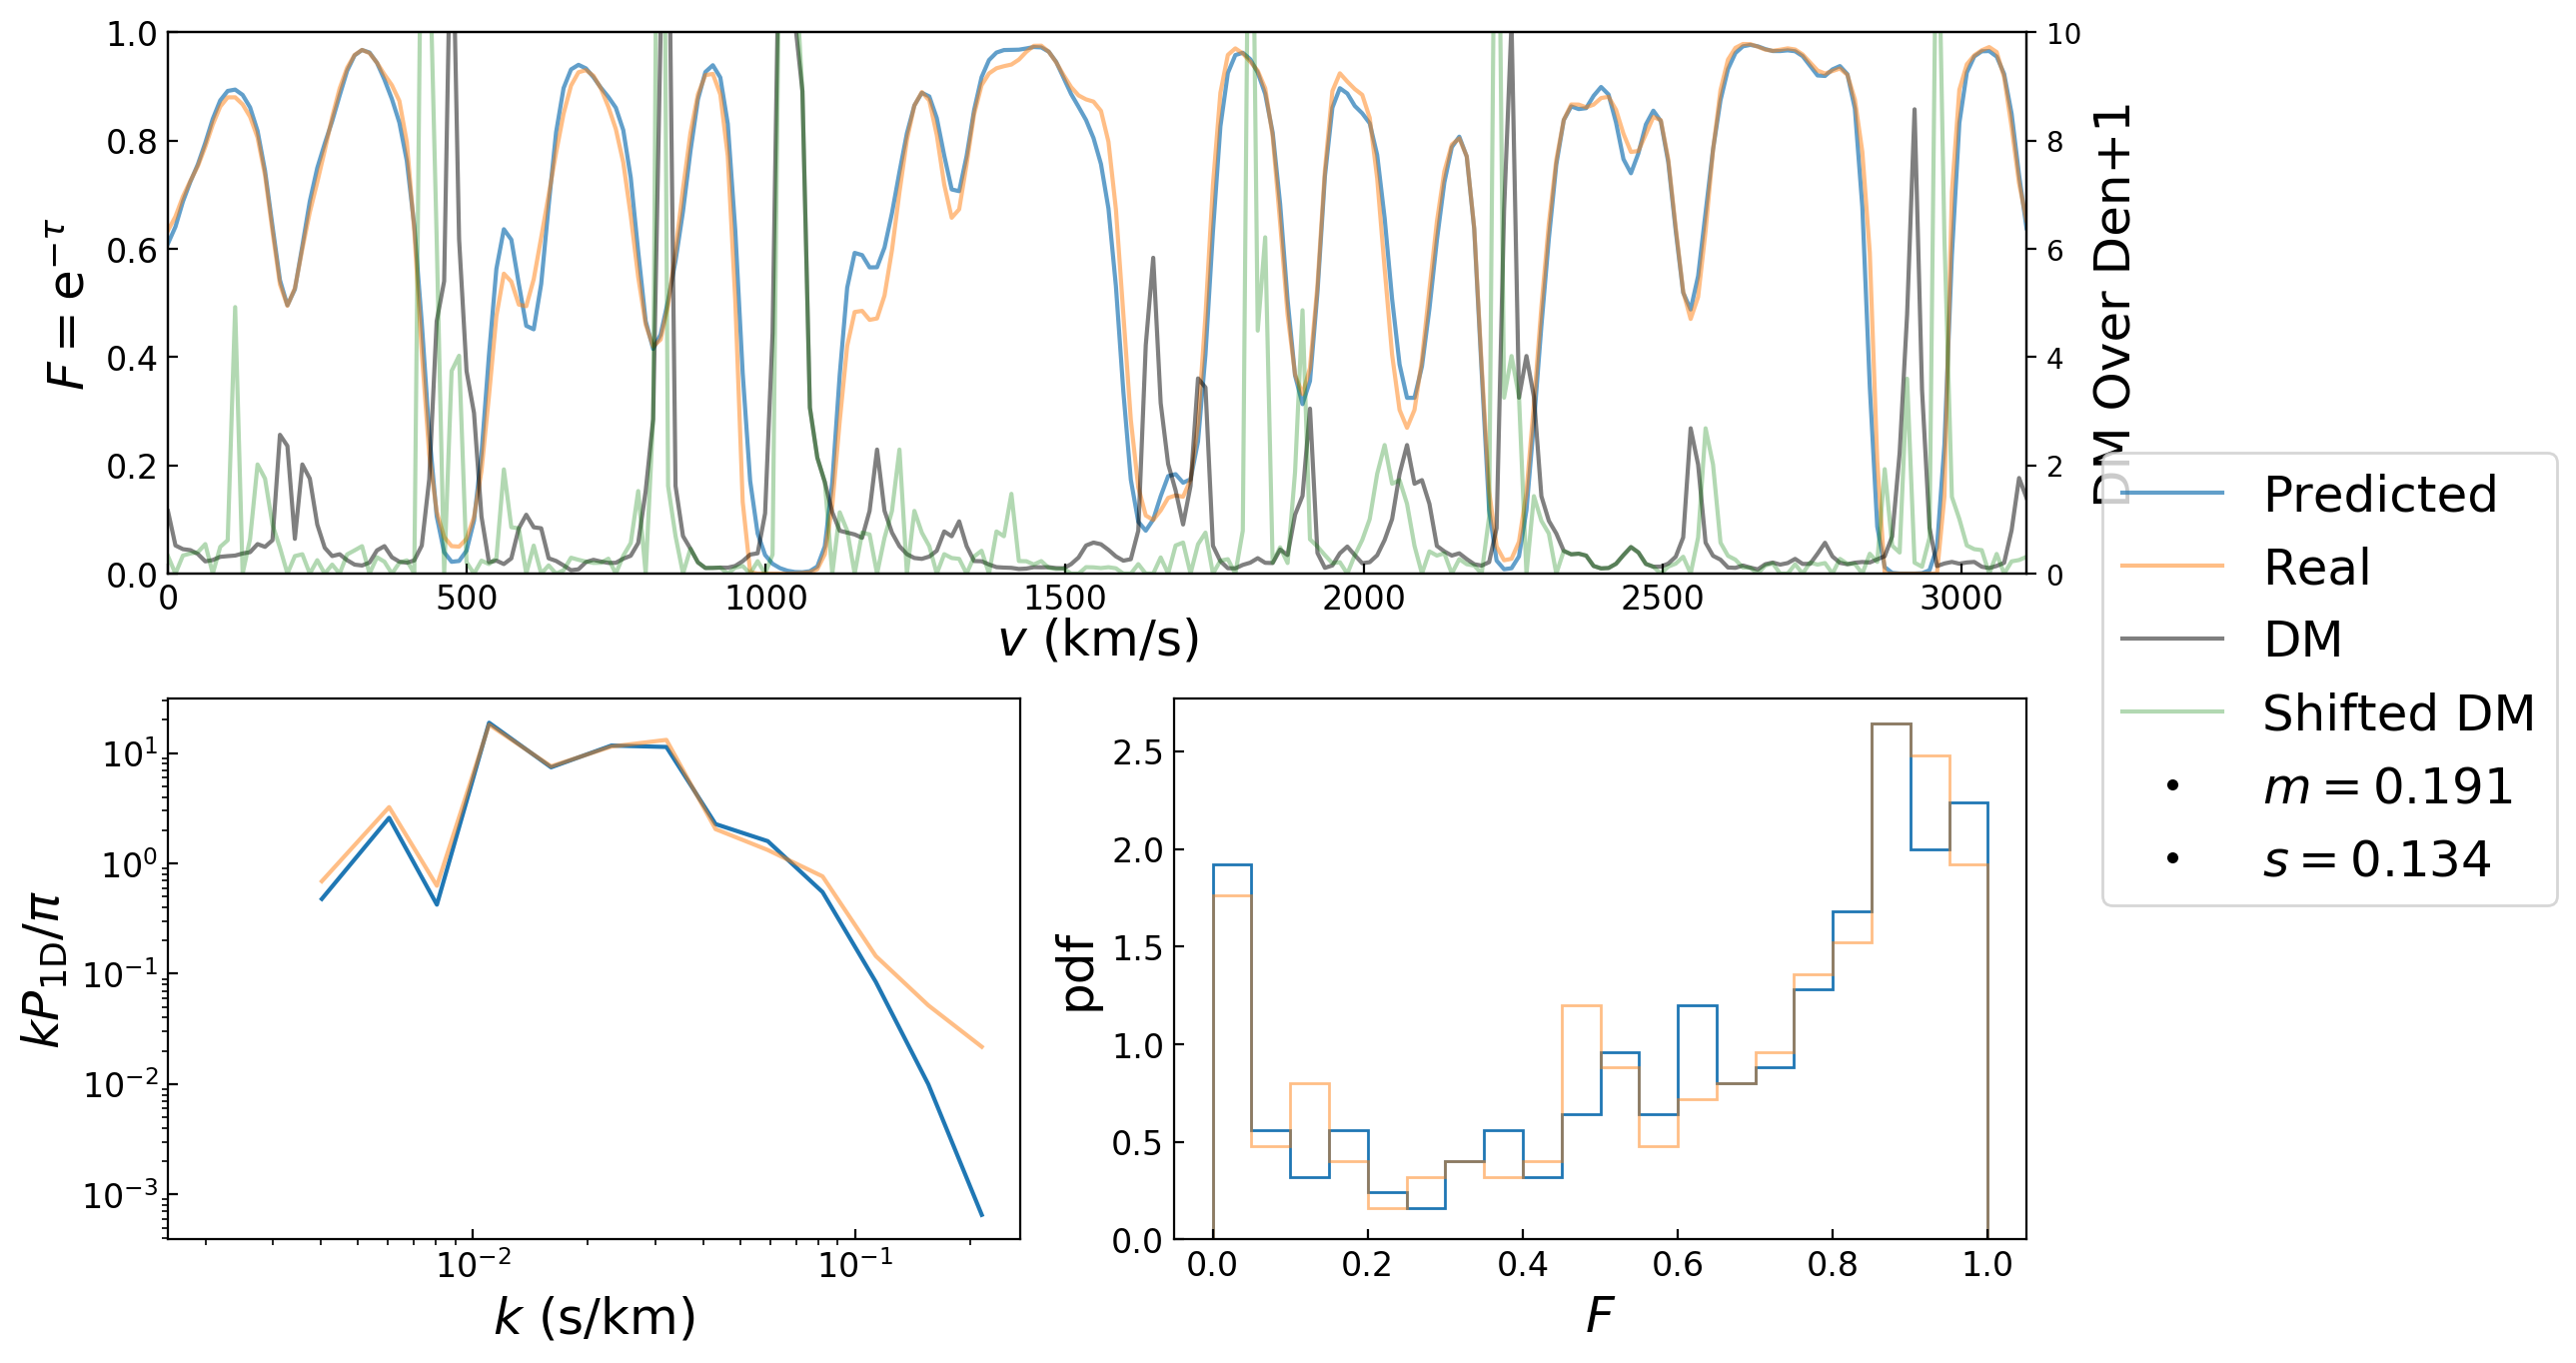 1.0
0.8
0.6
0.4
0.2
0.0
F = e^{−τ}
0 500 1000 1500 2000 2500 3000
v (km/s)
10
8
6
4
2
0
DM Over Den+1
Predicted
Real
DM
Shifted DM
m = 0.191
s = 0.134
10^1
10^0
10^{−1}
10^{−2}
10^{−3}
kP_{1D}/π
10^{−2} 10^{−1}
k (s/km)
2.5
2.0
1.5
1.0
0.5
0.0
pdf
0.0 0.2 0.4 0.6 0.8 1.0
F